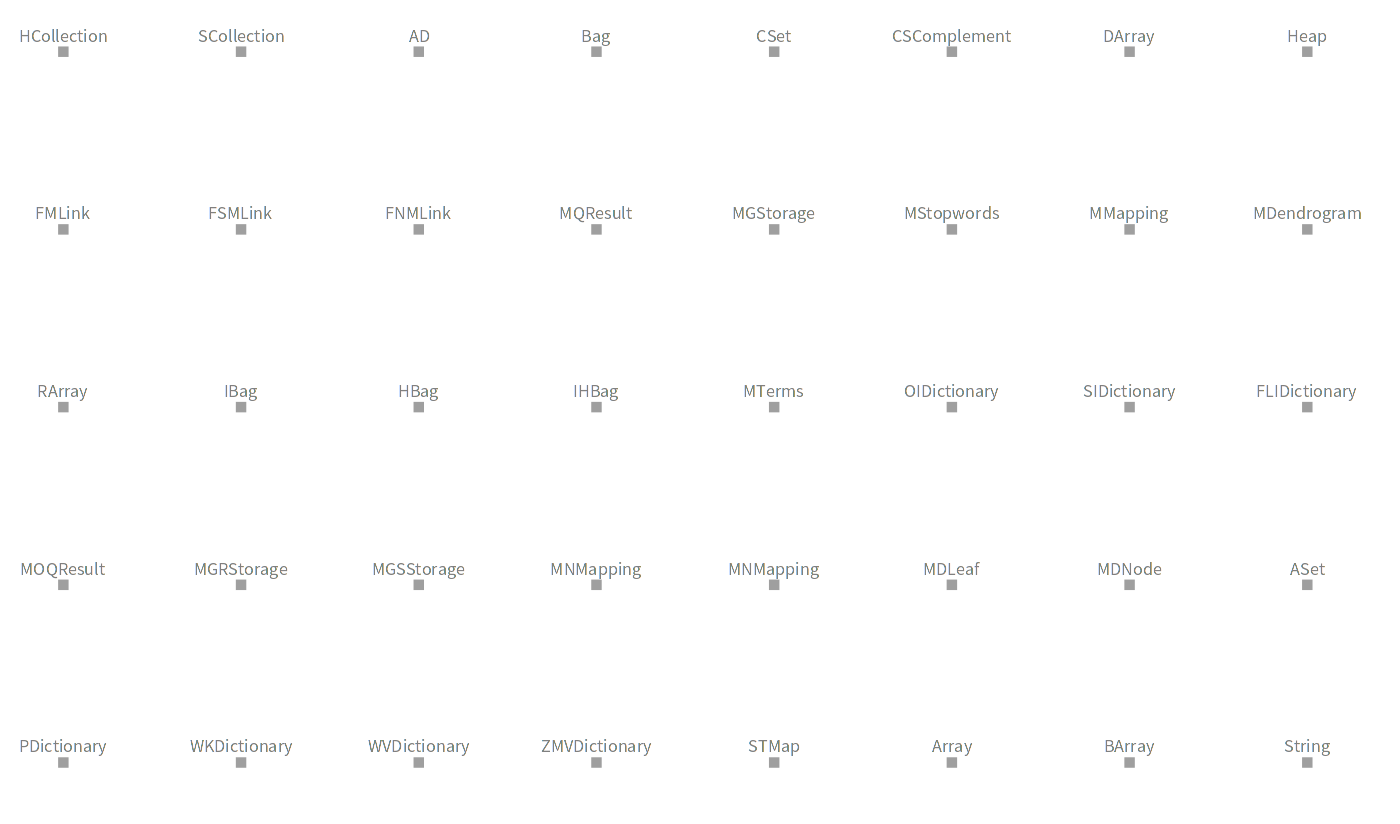 HCollection SCollection AD Bag CSet CSComplement DArray Heap
FMLink FSMLink FNMLink MQResult MGStorage MStopwords MMapping MDendrogram
RArray IBag HBag IHBag MTerms OIDictionary SIDictionary FLIDictionary
MOQResult MGRStorage MGSStorage MNMapping MNMapping MDLeaf MDNode ASet
PDictionary WKDictionary WVDictionary ZMVDictionary STMap Array BArray String